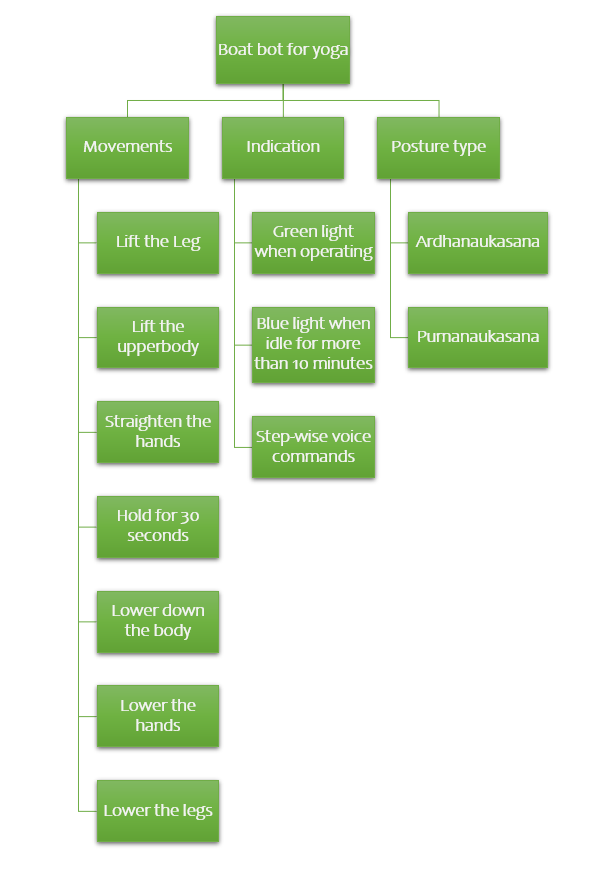 Boat bot for yoga
Movements
Indication
Posture type
Lift the Leg
Lift the
upperbody
Straighten the
hands
Hold for 30
seconds
Lower down
the body
Lower the
hands
Lower the legs
Green light
when operating
Blue light when
idle for more
than 10 minutes
Step-wise voice
commands
Ardhanaukasana
Purnanaukasana